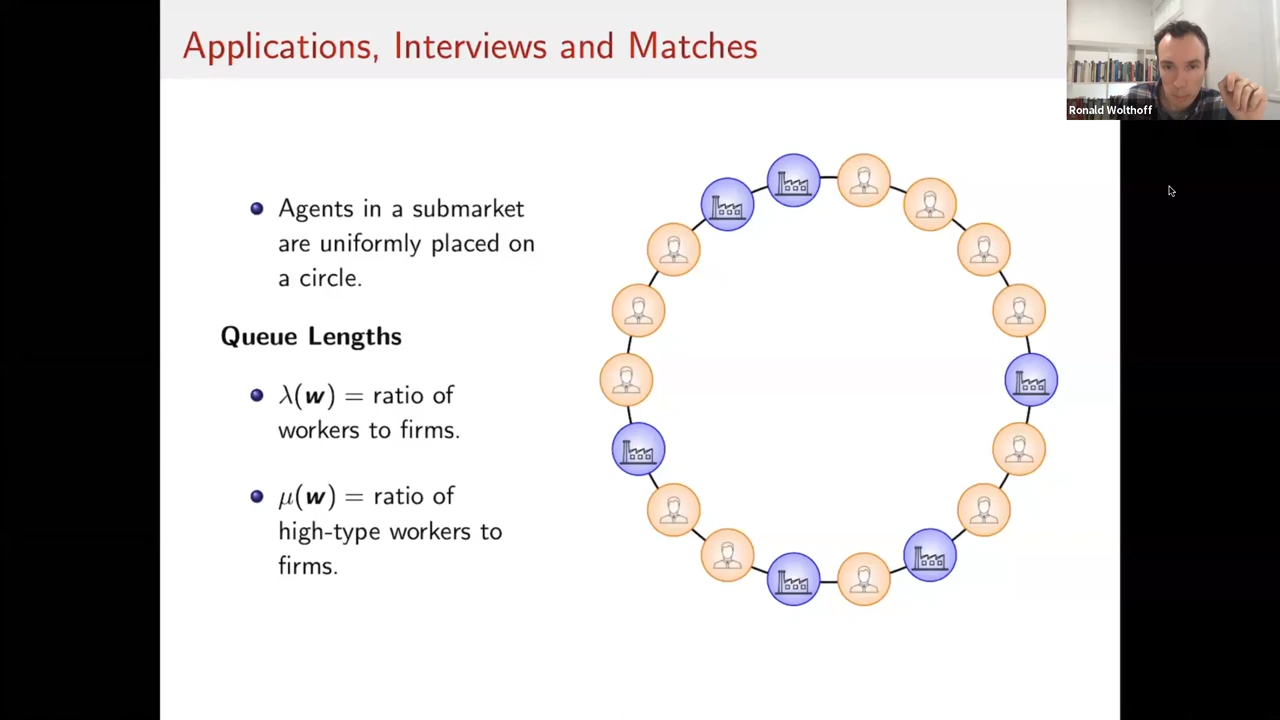 Applications, Interviews and Matches
Ronald Wolthoff
Agents in a submarket
are uniformly placed on
a circle.
Queue Lengths
λ(w) = ratio of
workers to firms.
μ(w) = ratio of
high-type workers to
firms.